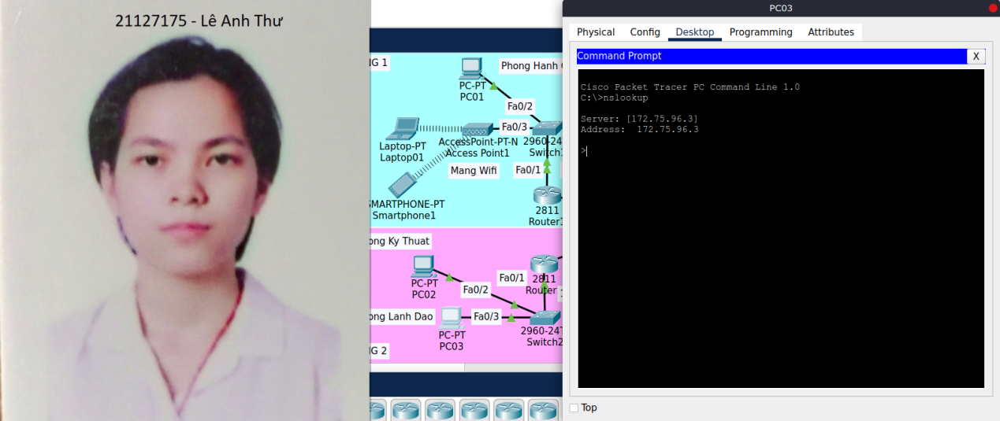 21127175 - Lê Anh Thư
NG 1
PC-PT
PC01
Phong Hanh
Fa0/2
Laptop-PT
Laptop01
AccessPoint-PT-N
Access Point1
Fa0/3
Switch1
Mang Wifi
Fa0/1
SMARTPHONE-PT
Smartphone1
2811
Router1
ong Ky Thuat
PC-PT
PC02
Fa0/2
Fa0/1
2811
Router
ong Lanh Dao
PC-PT
PC03
Fa0/3
2960-24T
Switch2
NG 2
PC03
Physical
Config
Desktop
Programming
Attributes
Command Prompt
X
Cisco Packet Tracer PC Command Line 1.0
C:\>nslookup
Server: [172.75.96.3]
Address:  172.75.96.3
>
Top